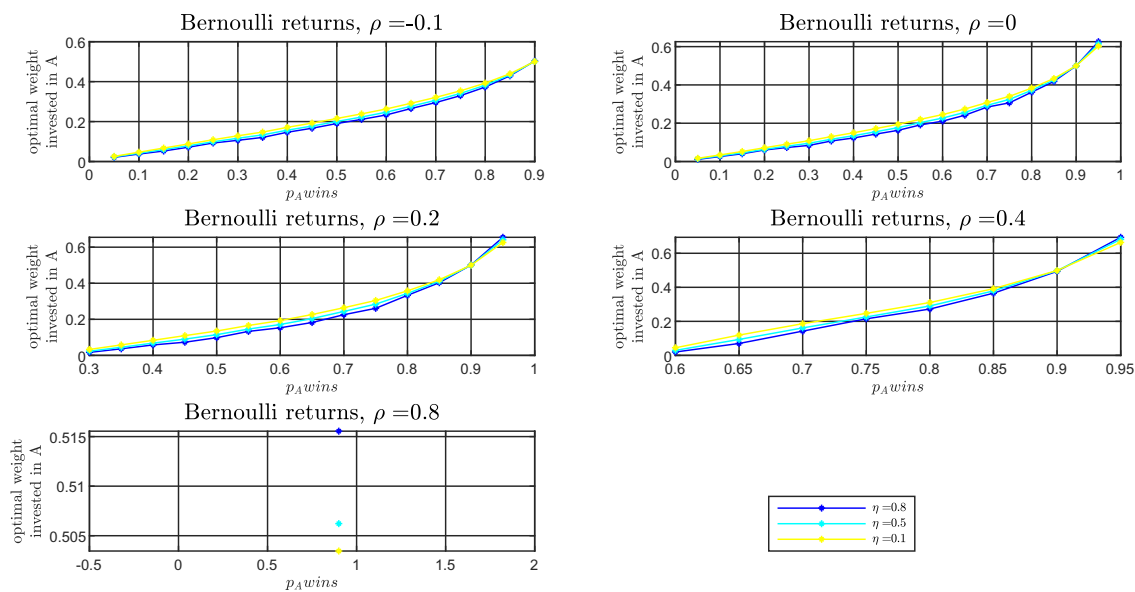 Bernoulli returns, ρ =-0.1
optimal weight
invested in A
0.6
0.4
0.2
0
0 0.1 0.2 0.3 0.4 0.5 0.6 0.7 0.8 0.9
p_A wins
Bernoulli returns, ρ =0
optimal weight
invested in A
0.6
0.4
0.2
0
0 0.1 0.2 0.3 0.4 0.5 0.6 0.7 0.8 0.9 1
p_A wins
Bernoulli returns, ρ =0.2
optimal weight
invested in A
0.6
0.4
0.2
0
0.3 0.4 0.5 0.6 0.7 0.8 0.9 1
p_A wins
Bernoulli returns, ρ =0.4
optimal weight
invested in A
0.6
0.4
0.2
0
0.6 0.65 0.7 0.75 0.8 0.85 0.9 0.95
p_A wins
Bernoulli returns, ρ =0.8
optimal weight
invested in A
0.515
0.51
0.505
-0.5 0 0.5 1 1.5 2
p_A wins
η =0.8
η =0.5
η =0.1